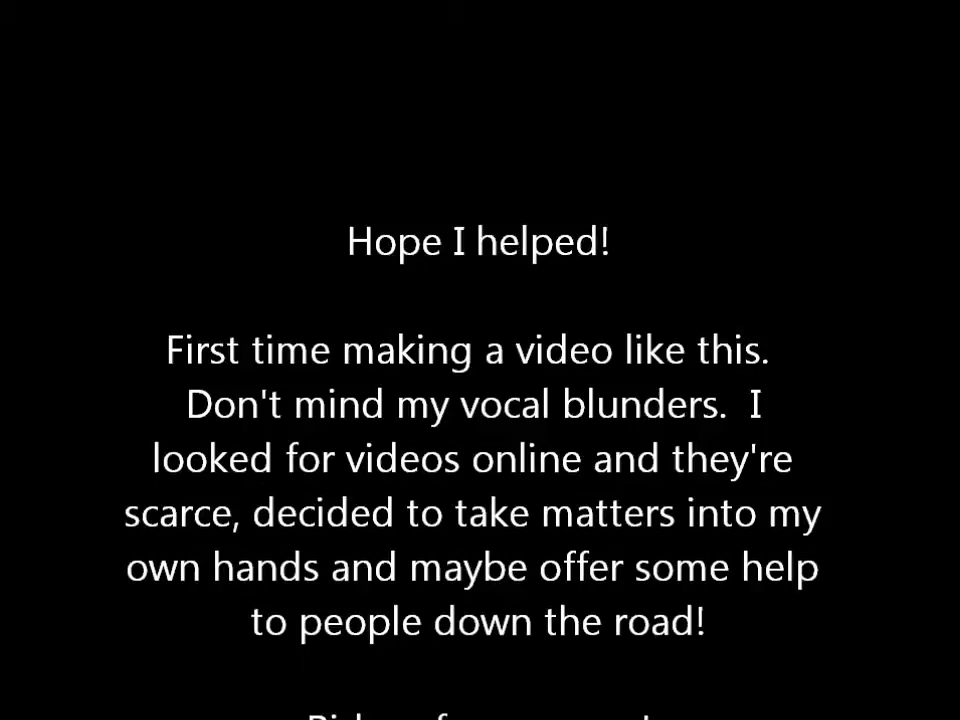 Hope I helped!
First time making a video like this.
Don't mind my vocal blunders.  I
looked for videos online and they're
scarce, decided to take matters into my
own hands and maybe offer some help
to people down the road!